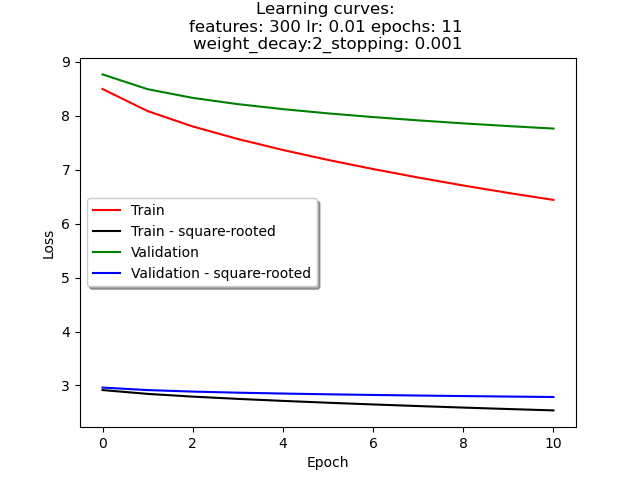 Learning curves:
features: 300 lr: 0.01 epochs: 11
weight_decay:2_stopping: 0.001
9
8
7
6
5
4
3
Loss
Train
Train - square-rooted
Validation
Validation - square-rooted
0 2 4 6 8 10
Epoch